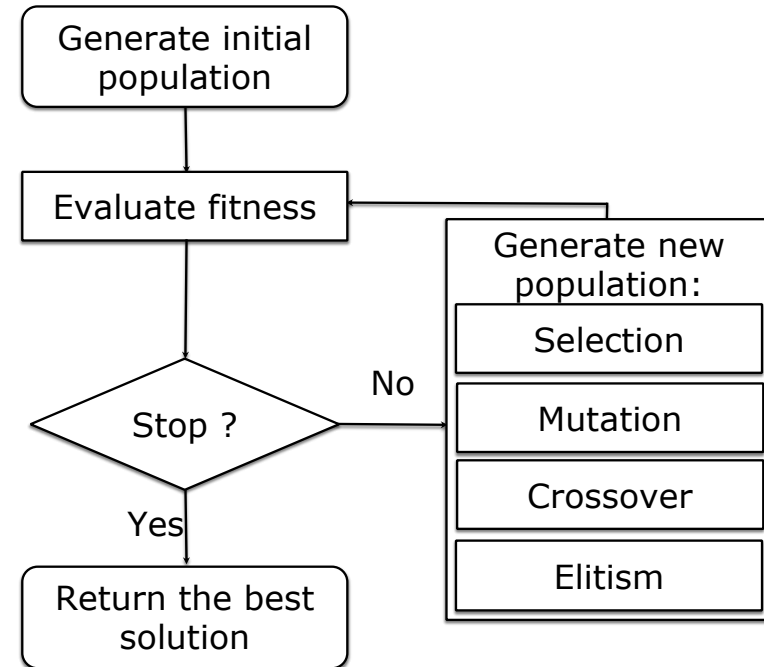 Generate initial
population
Evaluate fitness
Stop ?
No
Yes
Return the best
solution
Generate new
population:
Selection
Mutation
Crossover
Elitism